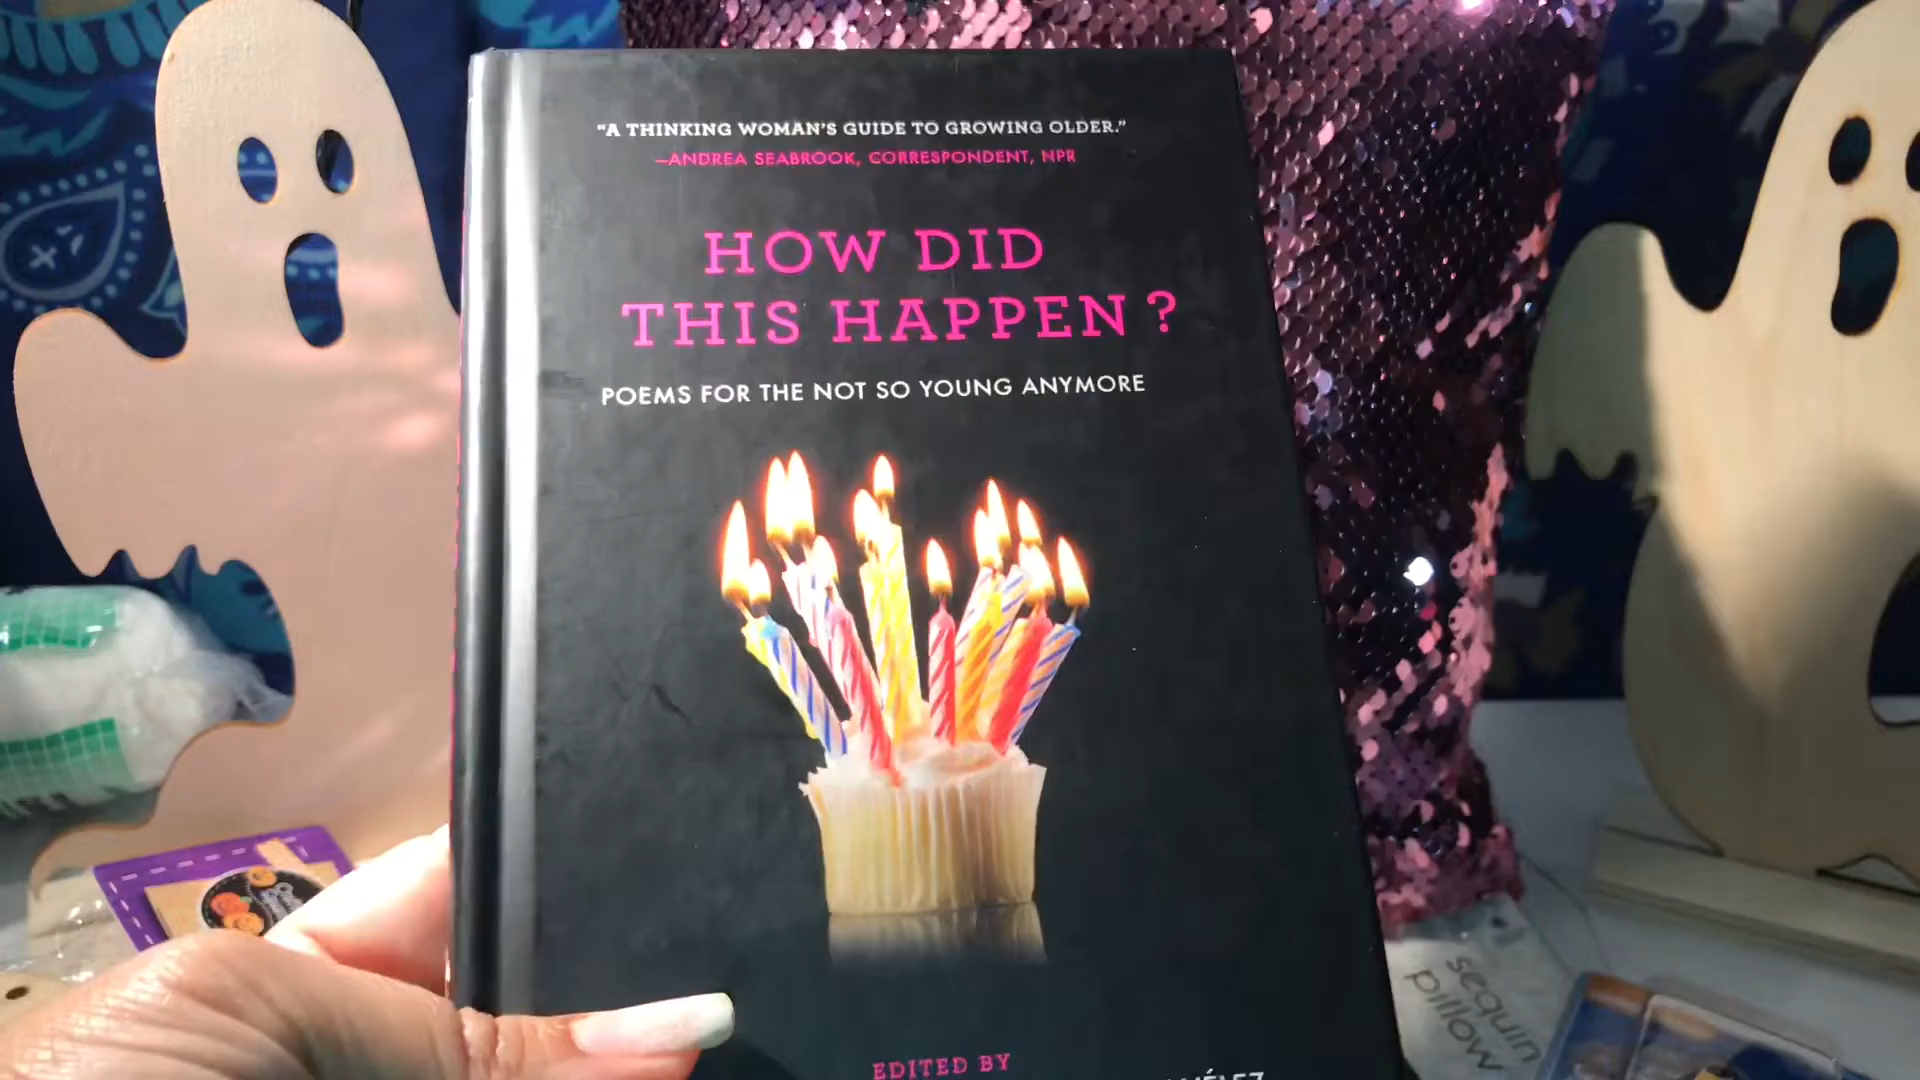 “A THINKING WOMAN’S GUIDE TO GROWING OLDER.”
—ANDREA SEABROOK, CORRESPONDENT, NPR
HOW DID
THIS HAPPEN?
POEMS FOR THE NOT SO YOUNG ANYMORE
EDITED BY
sequin
pillow